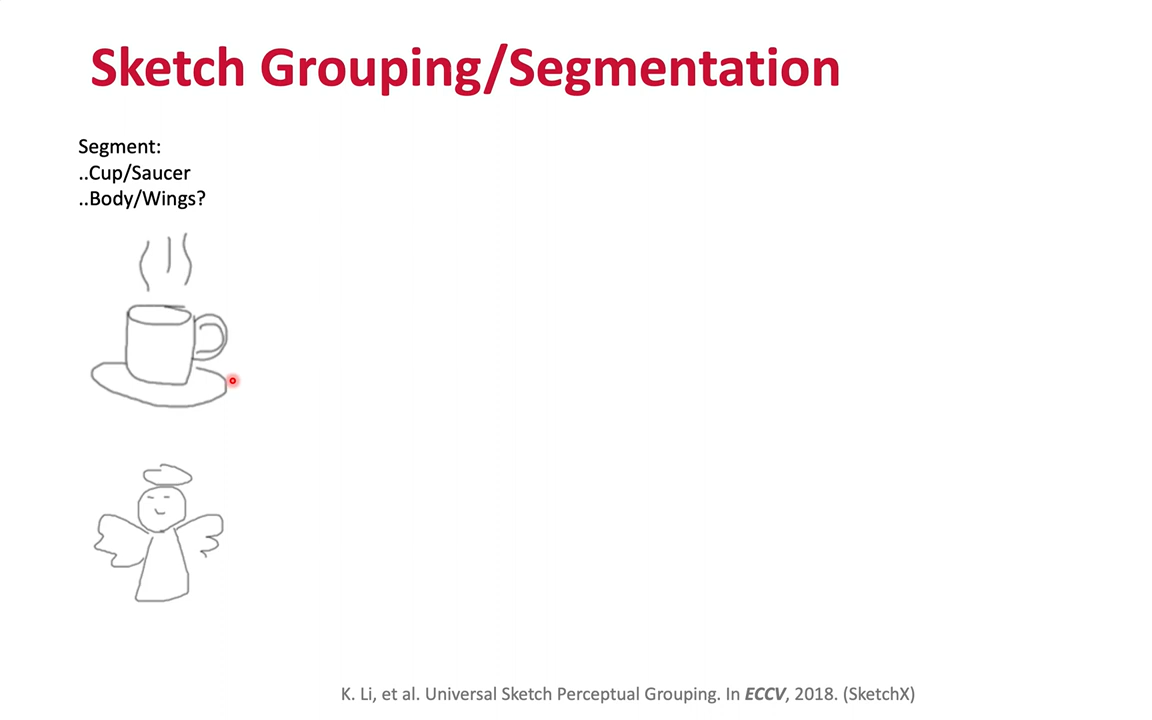 Sketch Grouping/Segmentation
Segment:
..Cup/Saucer
..Body/Wings?
K. Li, et al. Universal Sketch Perceptual Grouping. In ECCV, 2018. (SketchX)